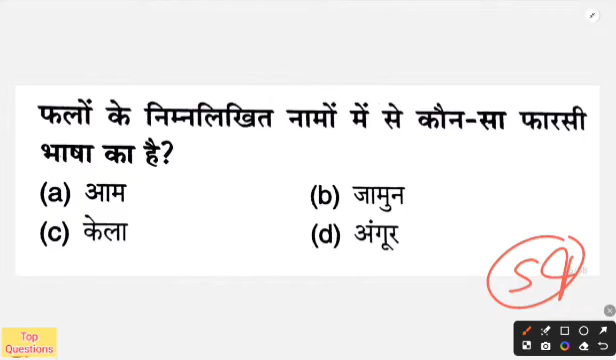 फलों के निम्नलिखित नामों में से कौन-सा फारसी
भाषा का है?
(a) आम (b) जामुन
(c) केला (d) अंगूर
Top
Questions